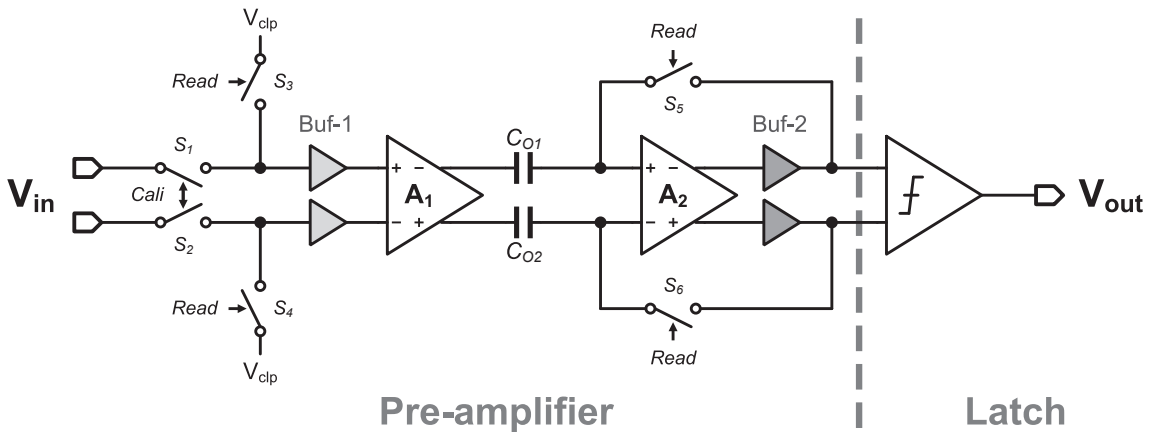 V_clp
Read
S_3
Read
S_5
Buf-1
C_O1
Buf-2
S_1
+ −
+ −
V_in
Cali
A_1
A_2
V_out
− +
− +
S_2
C_O2
Read
S_4
S_6
Read
V_clp
Pre-amplifier
Latch